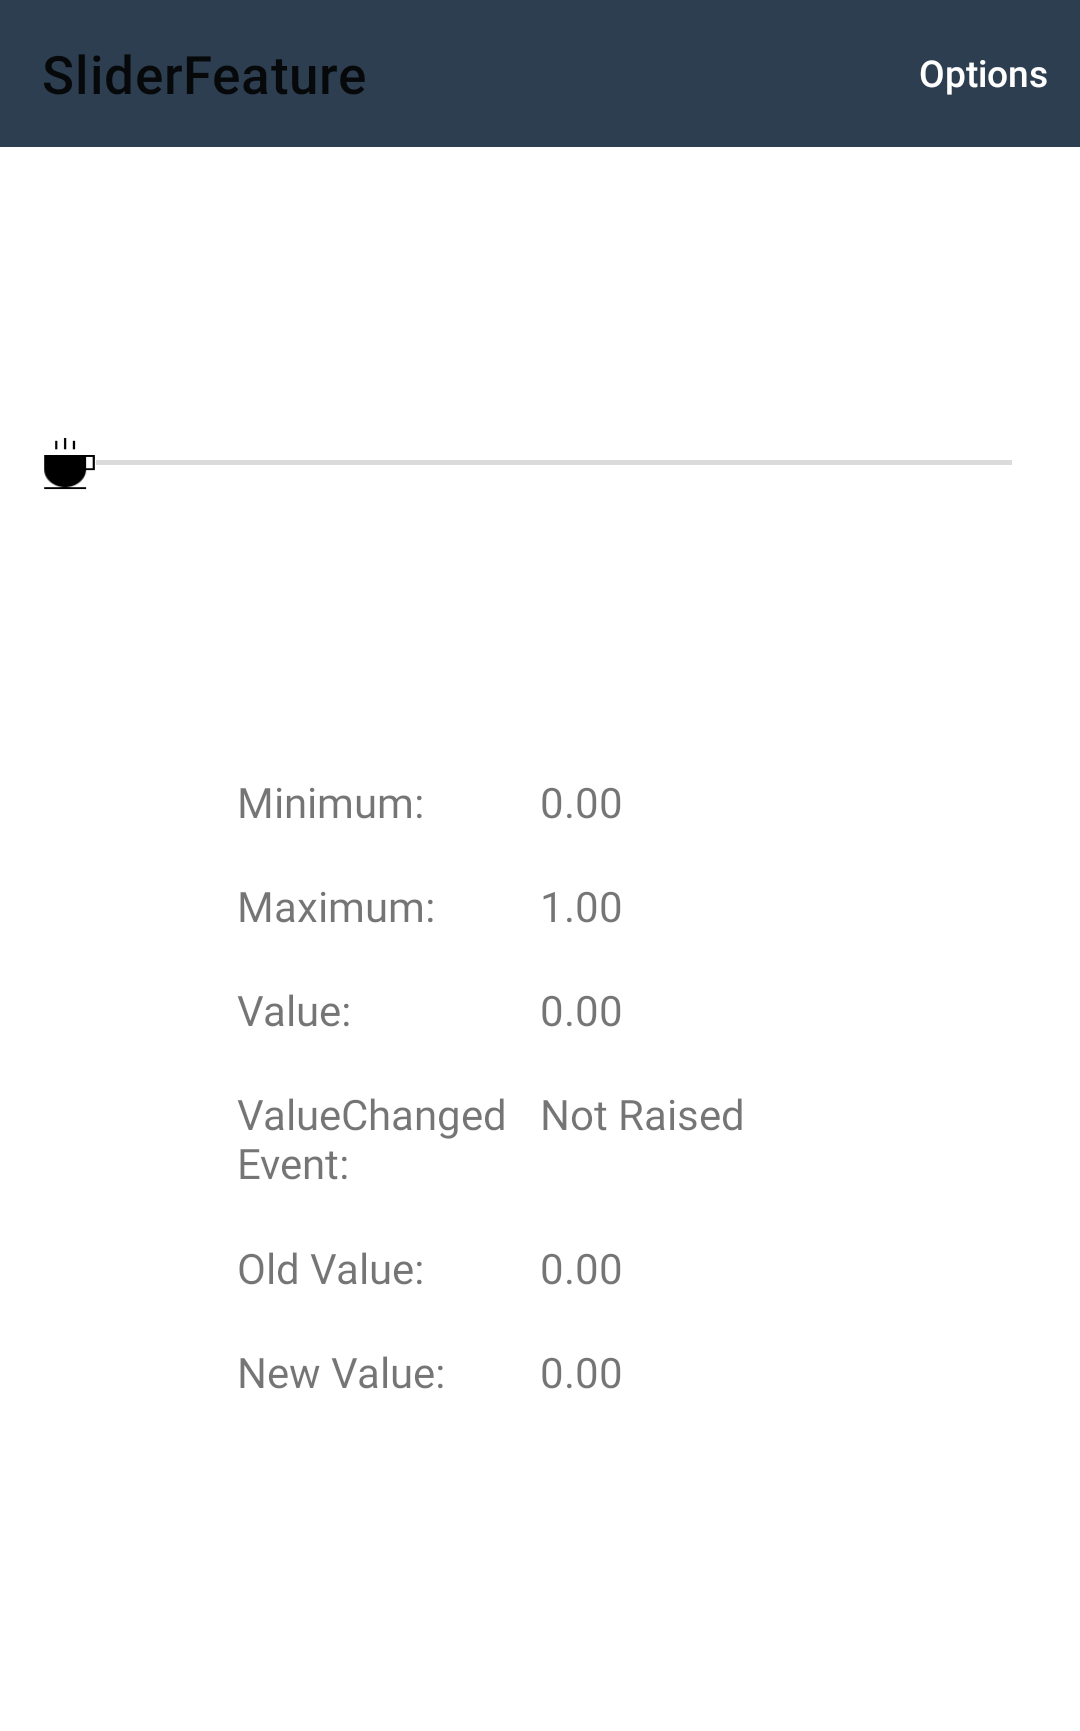 SliderFeature Options
Minimum: 0.00
Maximum: 1.00
Value: 0.00
ValueChanged Not Raised
Event:
Old Value: 0.00
New Value: 0.00